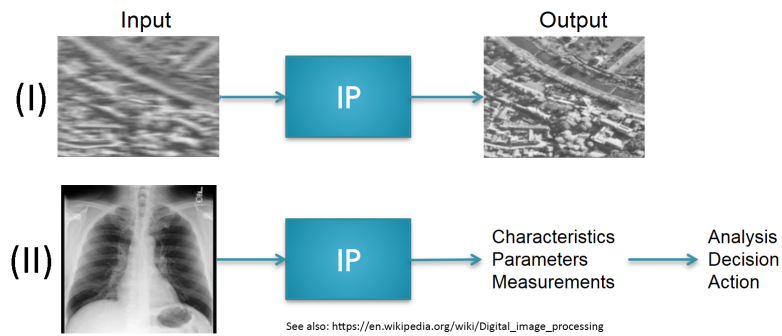 Input
Output
(I)
IP
(II)
IP
Characteristics
Parameters
Measurements
Analysis
Decision
Action
See also: https://en.wikipedia.org/wiki/Digital_image_processing